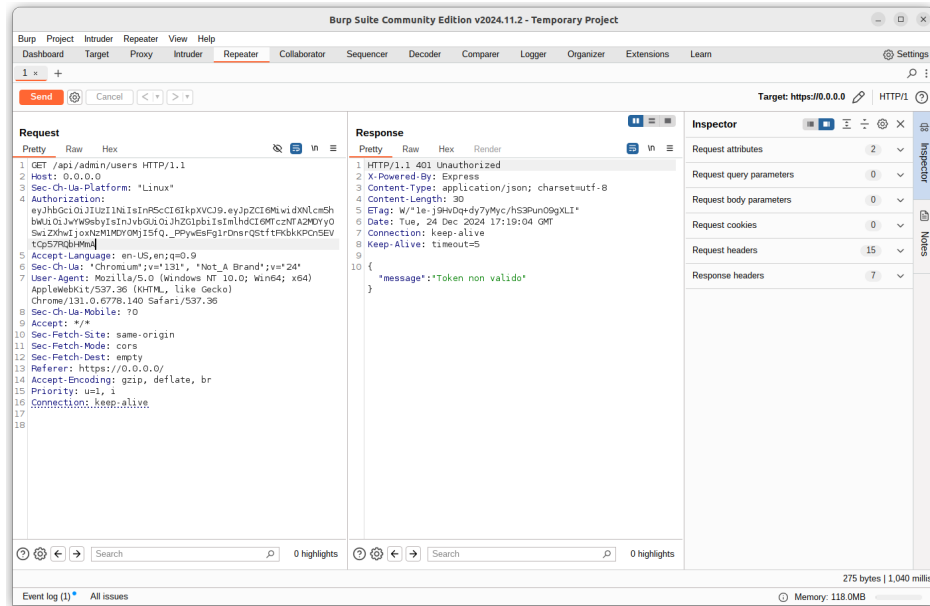 Burp Suite Community Edition v2024.11.2 - Temporary Project
Burp Project Intruder Repeater View Help
Dashboard Target Proxy Intruder Repeater Collaborator Sequencer Decoder Comparer Logger Organizer Extensions Learn Settings
1 × +
Send Cancel < > Target: https://0.0.0.0 HTTP/1
Request
Pretty Raw Hex \n
1 GET /api/admin/users HTTP/1.1
2 Host: 0.0.0.0
3 Sec-Ch-Ua-Platform: "Linux"
4 Authorization:
eyJhbGciOiJIUzI1NiIsInR5cCI6IkpXVCJ9.eyJpZCI6MiwidXNlcm5h
bWUiOiJwYW9sbyIsInJvbGUiOiJhZG1pbiIsImlhdCI6MTczNTA2MDYyO
SwiZXhwIjoxNzM1MDY0MjI5fQ._PPywEsFg1rDnsrQStftFKbkKPCn5EV
tCp57RQbHMmA
5 Accept-Language: en-US,en;q=0.9
6 Sec-Ch-Ua: "Chromium";v="131", "Not_A Brand";v="24"
7 User-Agent: Mozilla/5.0 (Windows NT 10.0; Win64; x64)
AppleWebKit/537.36 (KHTML, like Gecko)
Chrome/131.0.6778.140 Safari/537.36
8 Sec-Ch-Ua-Mobile: ?0
9 Accept: */*
10 Sec-Fetch-Site: same-origin
11 Sec-Fetch-Mode: cors
12 Sec-Fetch-Dest: empty
13 Referer: https://0.0.0.0/
14 Accept-Encoding: gzip, deflate, br
15 Priority: u=1, i
16 Connection: keep-alive
17
18
Search 0 highlights
Response
Pretty Raw Hex Render \n
1 HTTP/1.1 401 Unauthorized
2 X-Powered-By: Express
3 Content-Type: application/json; charset=utf-8
4 Content-Length: 30
5 ETag: W/"1e-j9HvDq+dy7yMyc/hS3PunO9gXLI"
6 Date: Tue, 24 Dec 2024 17:19:04 GMT
7 Connection: keep-alive
8 Keep-Alive: timeout=5
9
10 {
"message":"Token non valido"
}
Search 0 highlights
Inspector
Request attributes 2
Request query parameters 0
Request body parameters 0
Request cookies 0
Request headers 15
Response headers 7
Inspector
Notes
275 bytes | 1,040 millis
Event log (1) All issues Memory: 118.0MB